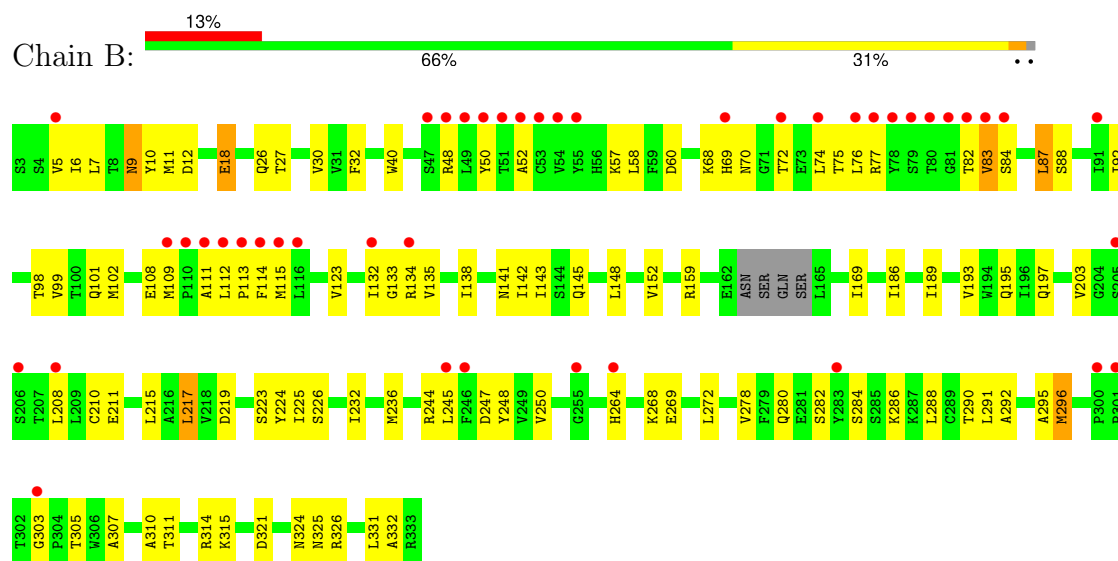 13%
Chain B:
66% 31% • •
S3 S4 V5 I6 L7 T8 N9 Y10 M11 D12 E18 Q26 T27 V30 V31 F32 W40 S47 R48 L49 Y50 T51 A52 C53 V54 Y55 H56 K57 L58 F59 D60 K68 H69 N70 G71 T72 E73 L74 T75 L76 R77 Y78 S79 T80 G81 T82 V83 S84 L87 S88 I91
T98 V99 T100 Q101 M102 E108 M109 P110 A111 L112 P113 F114 M115 L116 V123 I132 G133 R134 V135 I138 N141 I142 I143 S144 Q145 L148 V152 R159 E162 ASN SER GLN SER L165 I169 I186 I189 V193 W194 Q195 I196 Q197 V203 G204
S206 T207 L208 L209 C210 E211 L215 A216 L217 V218 D219 S223 Y224 I225 S226 I232 M236 R244 L245 F246 D247 Y248 V249 V250 G255 H264 K268 E269 L272 V278 F279 Q280 E281 S282 Y283 S284 S285 K286 K287 L288 C289 T290 L291 A292 A295 M296 P300
T302 G303 P304 T305 W306 A307 A310 T311 R314 K315 D321 N324 N325 R326 L331 A332 R333